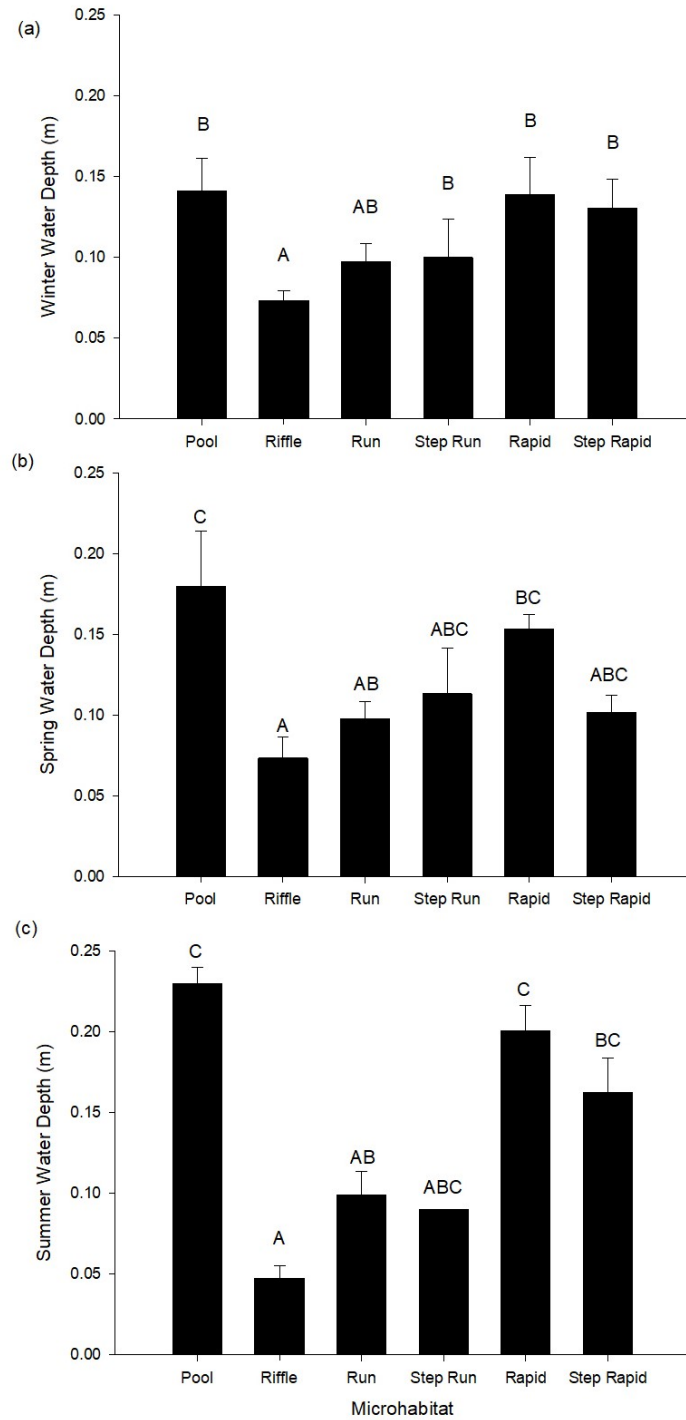 (a)
Winter Water Depth (m)
0.25
0.20
0.15
0.10
0.05
0.00
B
A
AB
B
B
B
Pool Riffle Run Step Run Rapid Step Rapid
(b)
Spring Water Depth (m)
0.25
0.20
0.15
0.10
0.05
0.00
C
A
AB
ABC
BC
ABC
Pool Riffle Run Step Run Rapid Step Rapid
(c)
Summer Water Depth (m)
0.25
0.20
0.15
0.10
0.05
0.00
C
A
AB
ABC
C
BC
Pool Riffle Run Step Run Rapid Step Rapid
Microhabitat